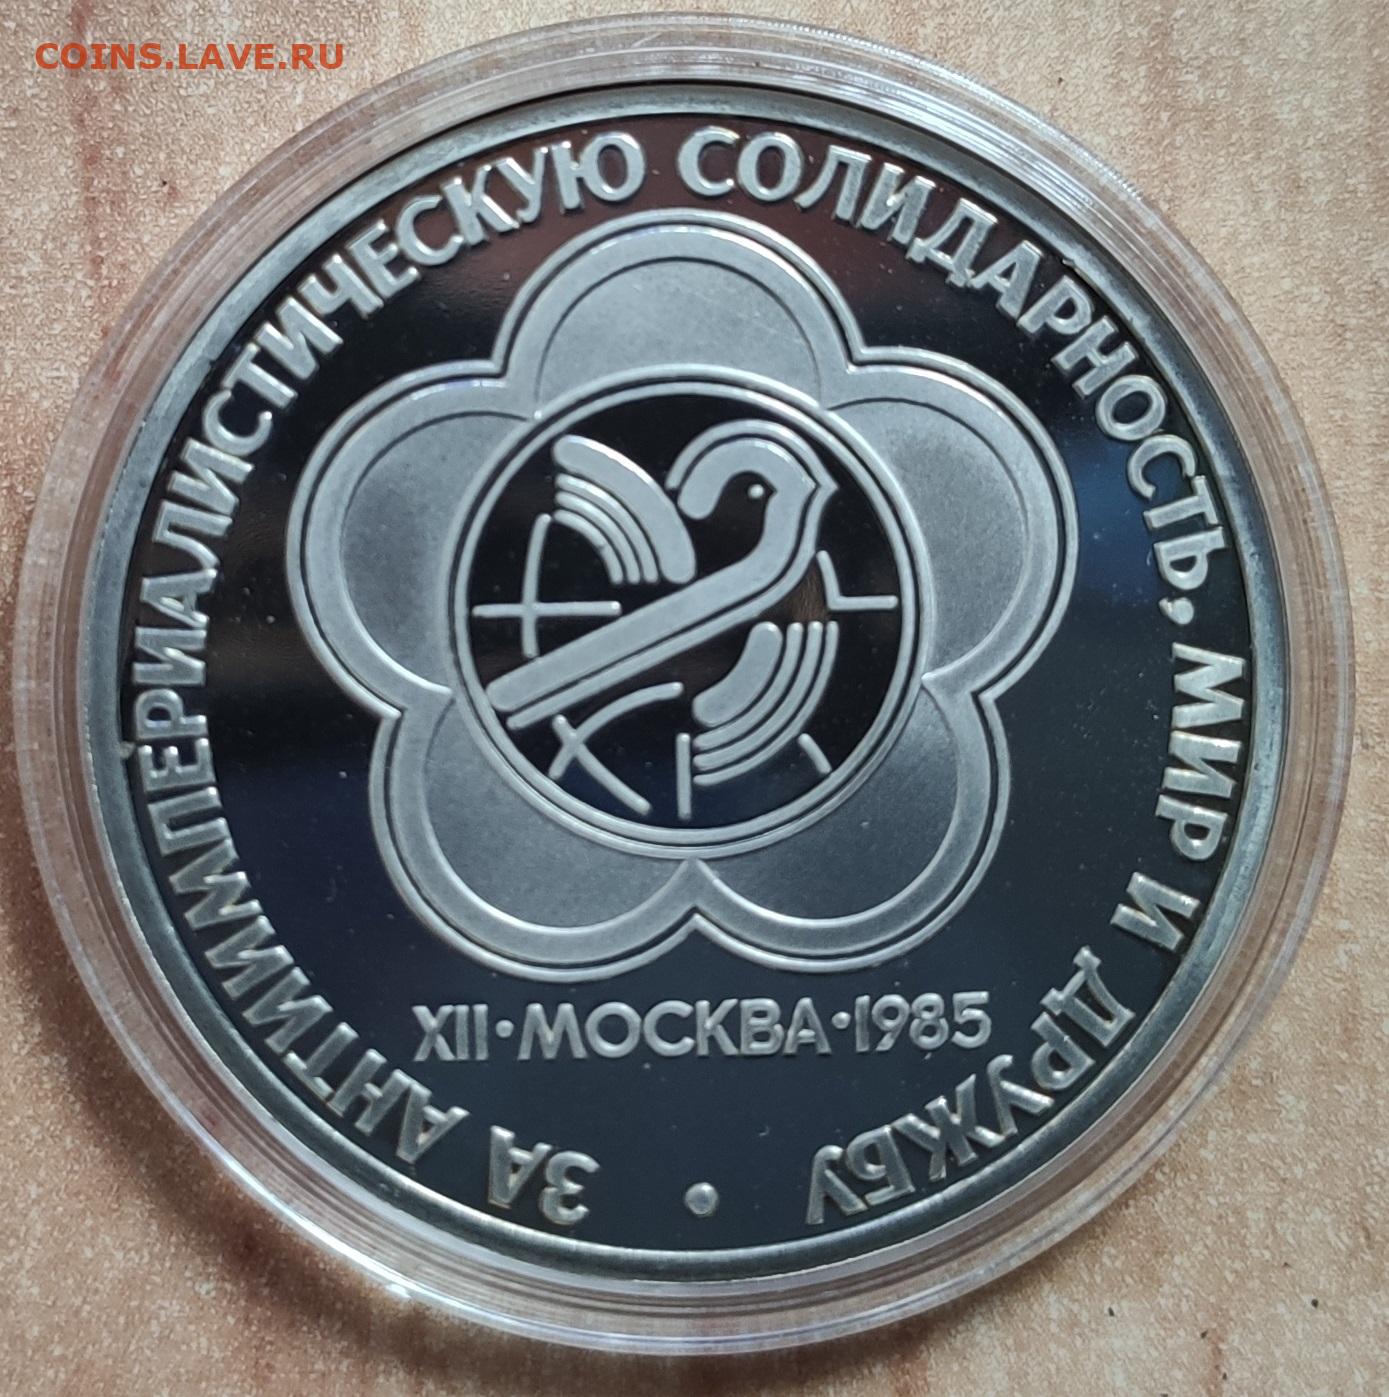 COINS.LAVE.RU
ЗА АНТИИМПЕРИАЛИСТИЧЕСКУЮ СОЛИДАРНОСТЬ, МИР И ДРУЖБУ •
XII•МОСКВА•1985